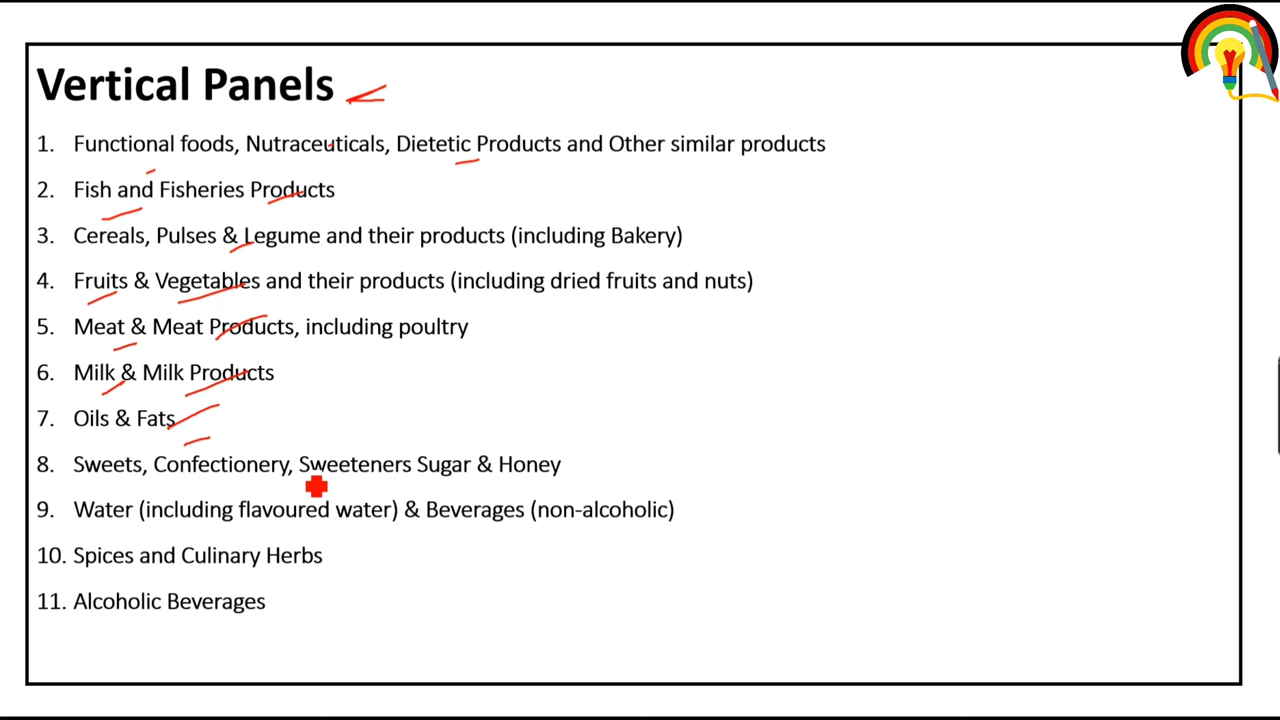 Vertical Panels
1. Functional foods, Nutraceuticals, Dietetic Products and Other similar products
2. Fish and Fisheries Products
3. Cereals, Pulses & Legume and their products (including Bakery)
4. Fruits & Vegetables and their products (including dried fruits and nuts)
5. Meat & Meat Products, including poultry
6. Milk & Milk Products
7. Oils & Fats
8. Sweets, Confectionery, Sweeteners Sugar & Honey
9. Water (including flavoured water) & Beverages (non-alcoholic)
10. Spices and Culinary Herbs
11. Alcoholic Beverages